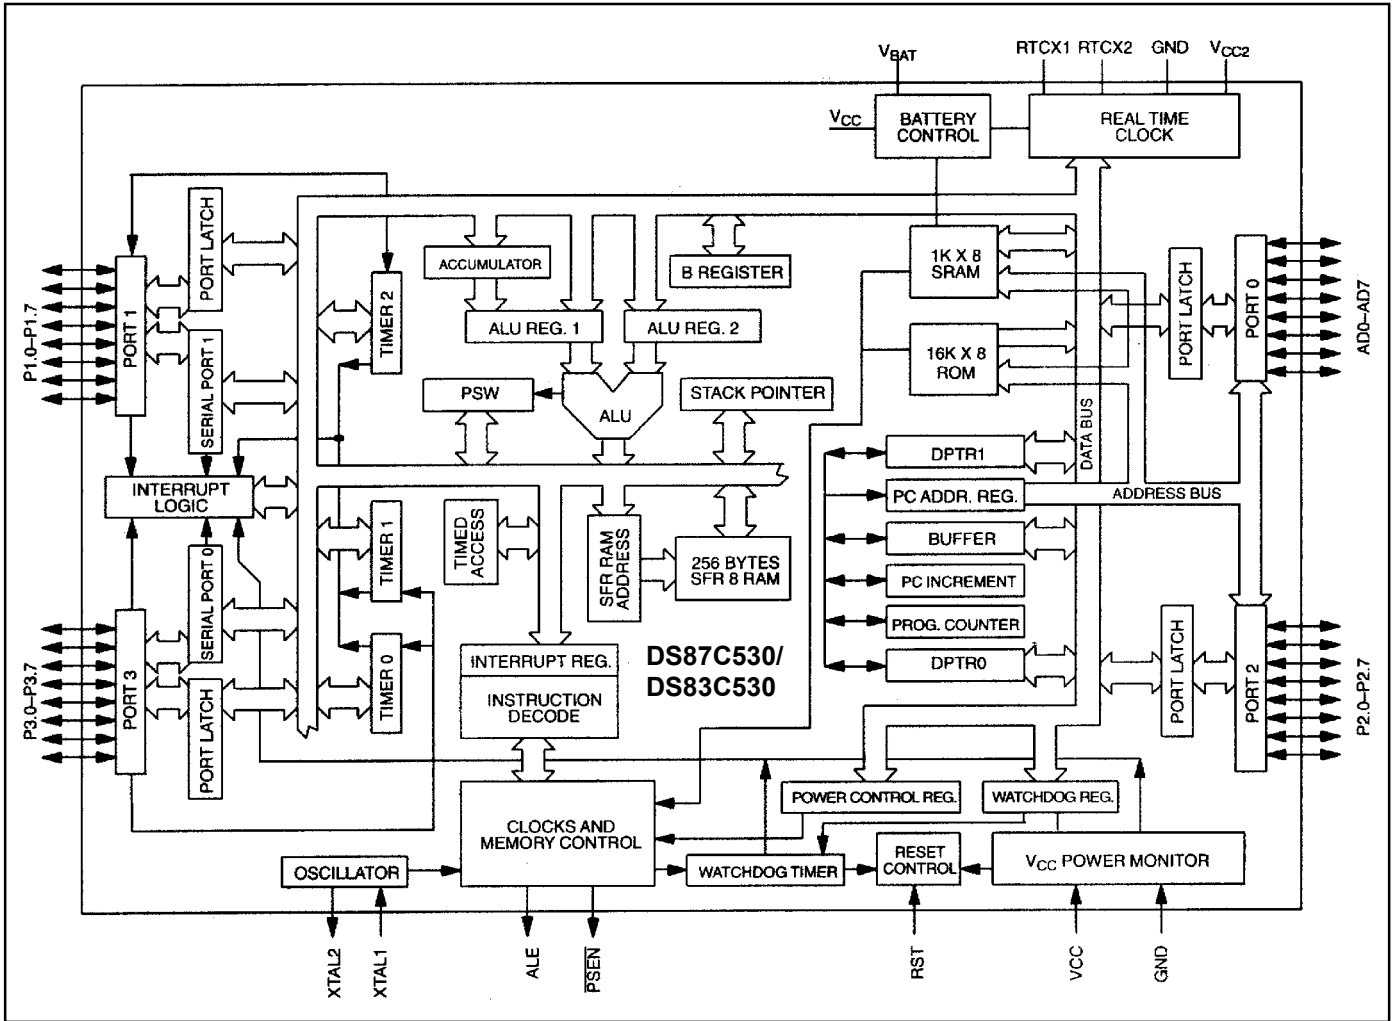 V_BAT
RTCX1 RTCX2 GND V_CC2
V_CC
BATTERY
CONTROL
REAL TIME
CLOCK
P1.0–P1.7
PORT 1
PORT LATCH
SERIAL PORT 1
TIMER 2
ACCUMULATOR
B REGISTER
ALU REG. 1
ALU REG. 2
PSW
ALU
STACK POINTER
1K X 8
SRAM
16K X 8
ROM
PORT LATCH
PORT 0
AD0–AD7
DATA BUS
ADDRESS BUS
INTERRUPT
LOGIC
TIMER 1
TIMED
ACCESS
SFR RAM
ADDRESS
256 BYTES
SFR 8 RAM
DPTR1
PC ADDR. REG.
BUFFER
PC INCREMENT
PROG. COUNTER
DPTR0
P3.0–P3.7
PORT 3
SERIAL PORT 0
PORT LATCH
TIMER 0
INTERRUPT REG.
INSTRUCTION
DECODE
DS87C530/
DS83C530
PORT LATCH
PORT 2
P2.0–P2.7
CLOCKS AND
MEMORY CONTROL
POWER CONTROL REG.
WATCHDOG REG.
OSCILLATOR
WATCHDOG TIMER
RESET
CONTROL
V_CC POWER MONITOR
XTAL2
XTAL1
ALE
PSEN
RST
VCC
GND